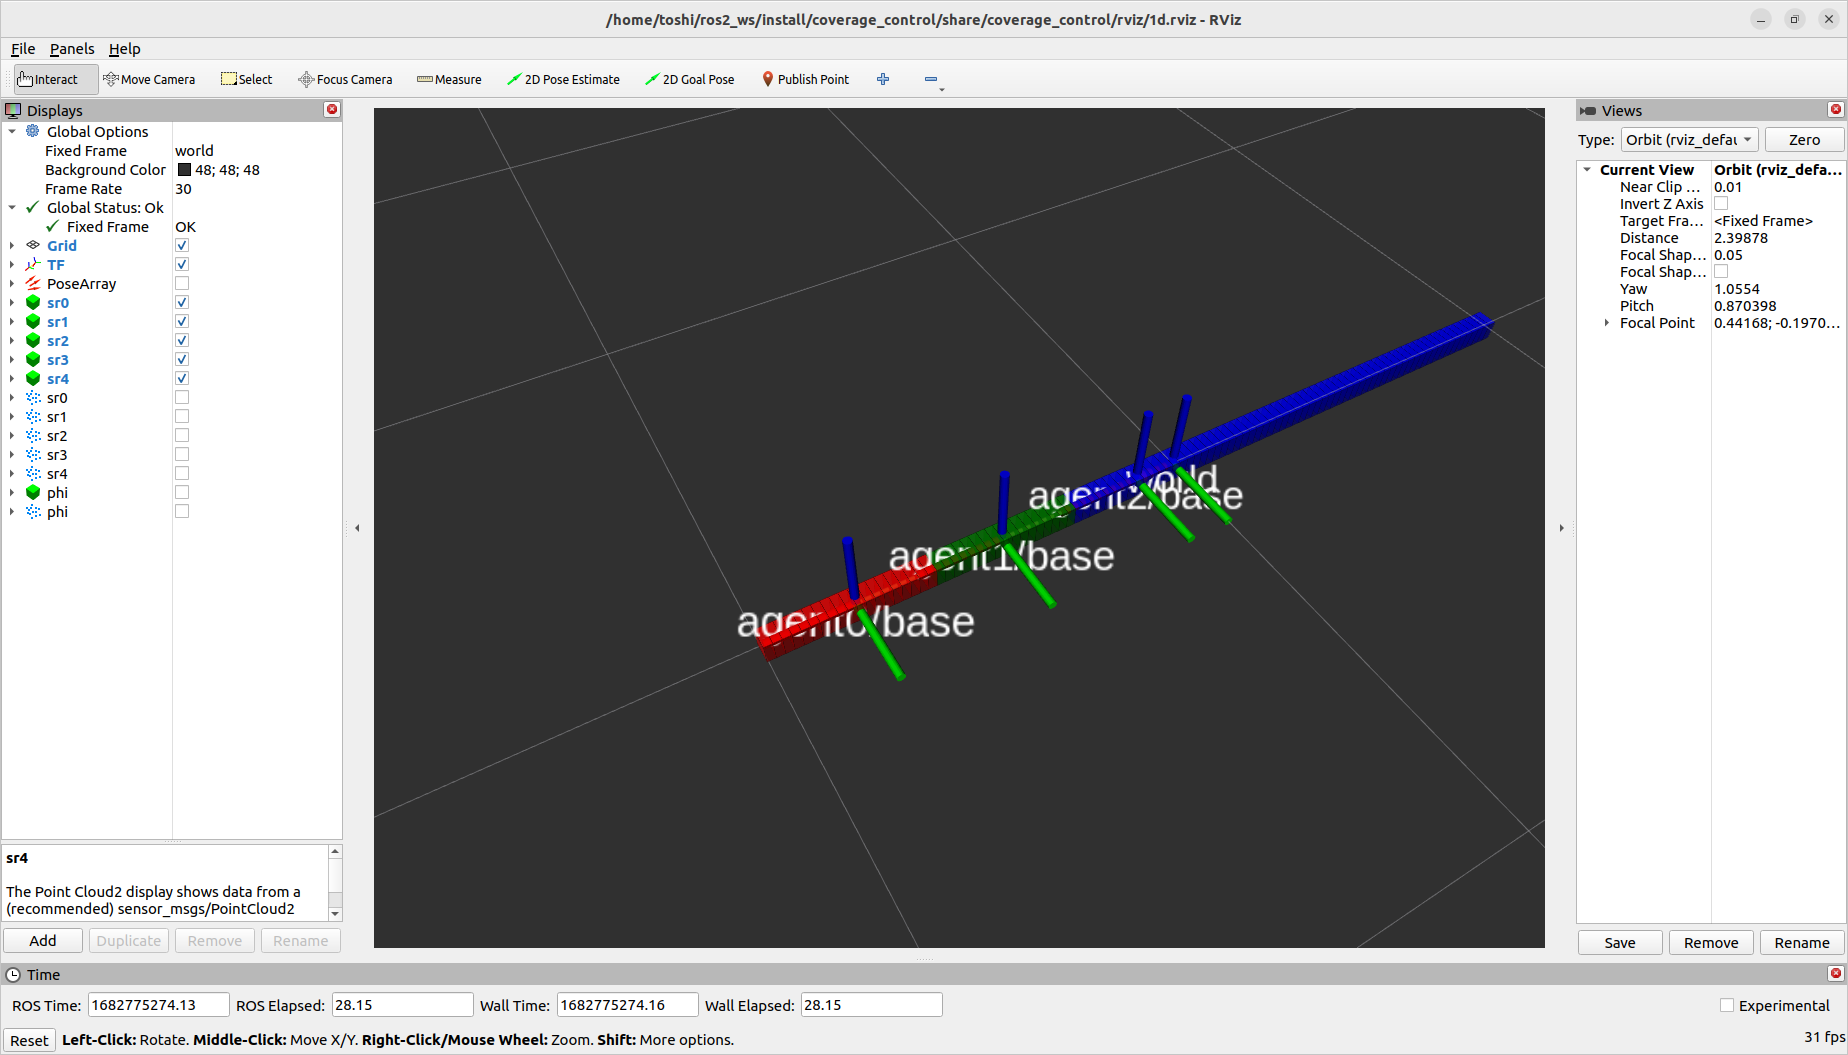 /home/toshi/ros2_ws/install/coverage_control/share/coverage_control/rviz/1d.rviz - RViz
File Panels Help
Interact Move Camera Select Focus Camera Measure 2D Pose Estimate 2D Goal Pose Publish Point
Displays
Global Options
Fixed Frame world
Background Color 48; 48; 48
Frame Rate 30
Global Status: Ok
Fixed Frame OK
Grid
TF
PoseArray
sr0
sr1
sr2
sr3
sr4
sr0
sr1
sr2
sr3
sr4
phi
phi
sr4
The Point Cloud2 display shows data from a
(recommended) sensor_msgs/PointCloud2
Add Duplicate Remove Rename
world
agent2/base
agent1/base
agent0/base
Views
Type: Orbit (rviz_defau Zero
Current View Orbit (rviz_defa...
Near Clip ... 0.01
Invert Z Axis
Target Fra... <Fixed Frame>
Distance 2.39878
Focal Shap... 0.05
Focal Shap...
Yaw 1.0554
Pitch 0.870398
Focal Point 0.44168; -0.1970...
Save Remove Rename
Time
ROS Time: 1682775274.13 ROS Elapsed: 28.15 Wall Time: 1682775274.16 Wall Elapsed: 28.15 Experimental
Reset Left-Click: Rotate. Middle-Click: Move X/Y. Right-Click/Mouse Wheel: Zoom. Shift: More options. 31 fps